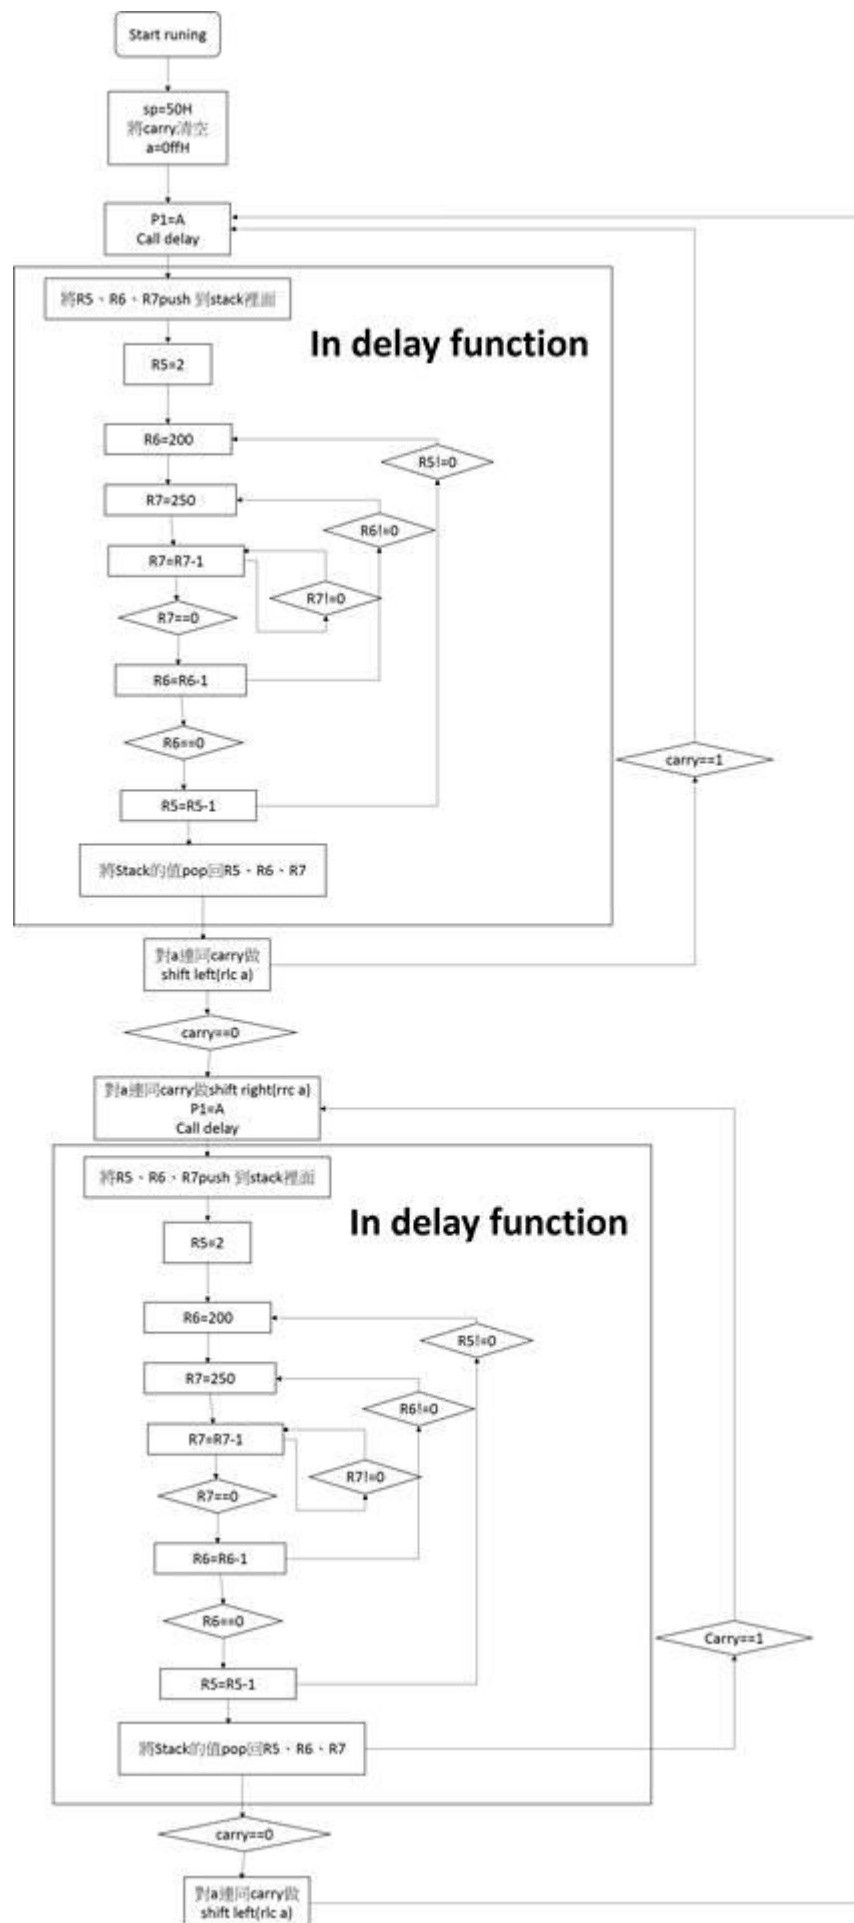 Start runing
sp=50H
將carry清空
a=0ffH
P1=A
Call delay
將R5、R6、R7push 到stack裡面
In delay function
R5=2
R6=200
R5!=0
R7=250
R6!=0
R7=R7-1
R7!=0
R7==0
R6=R6-1
R6==0
carry==1
R5=R5-1
將Stack的值pop回R5、R6、R7
對a連同carry做
shift left(rlc a)
carry==0
對a連同carry做shift right(rrc a)
P1=A
Call delay
將R5、R6、R7push 到stack裡面
In delay function
R5=2
R6=200
R5!=0
R7=250
R6!=0
R7=R7-1
R7!=0
R7==0
R6=R6-1
R6==0
Carry==1
R5=R5-1
將Stack的值pop回R5、R6、R7
carry==0
對a連同carry做
shift left(rlc a)